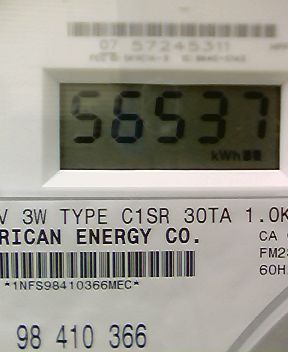 07 57245311
56537
kWh
V 3W TYPE C1SR 30TA 1.0K
RICAN ENERGY CO.
CA
FM2S
60H
*1NFS98410366MEC*
98 410 366